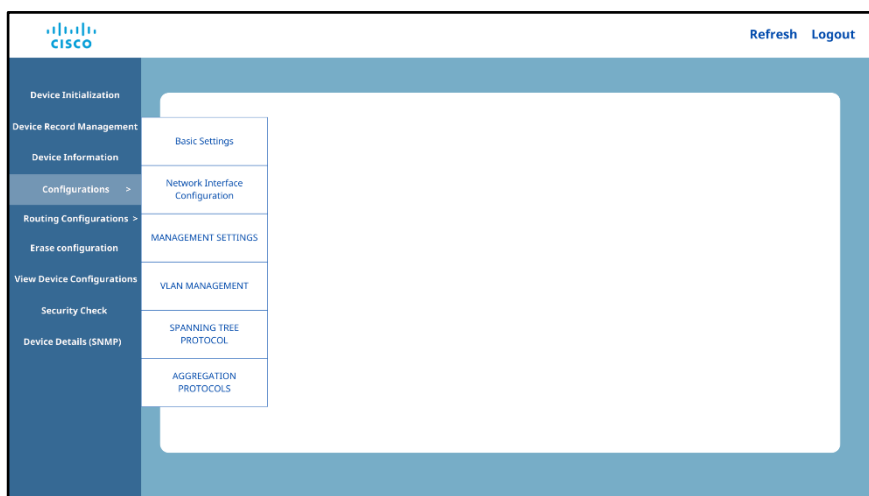 CISCO
Refresh Logout
Device Initialization
Device Record Management
Device Information
Configurations >
Routing Configurations >
Erase configuration
View Device Configurations
Security Check
Device Details (SNMP)
Basic Settings
Network Interface
Configuration
MANAGEMENT SETTINGS
VLAN MANAGEMENT
SPANNING TREE
PROTOCOL
AGGREGATION
PROTOCOLS